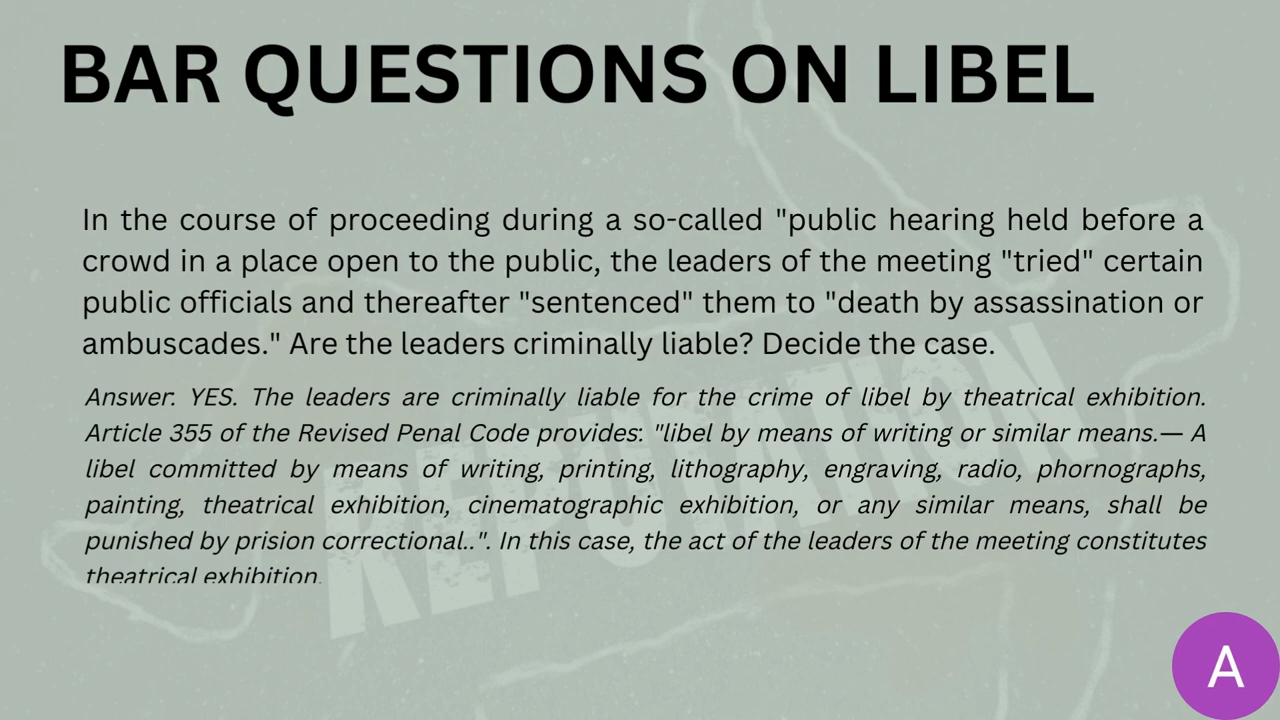 BAR QUESTIONS ON LIBEL
In the course of proceeding during a so-called "public hearing held before a
crowd in a place open to the public, the leaders of the meeting "tried" certain
public officials and thereafter "sentenced" them to "death by assassination or
ambuscades." Are the leaders criminally liable? Decide the case.
Answer: YES. The leaders are criminally liable for the crime of libel by theatrical exhibition.
Article 355 of the Revised Penal Code provides: "libel by means of writing or similar means.— A
libel committed by means of writing, printing, lithography, engraving, radio, phornographs,
painting, theatrical exhibition, cinematographic exhibition, or any similar means, shall be
punished by prision correctional..". In this case, the act of the leaders of the meeting constitutes
theatrical exhibition.
REPUTATION
A